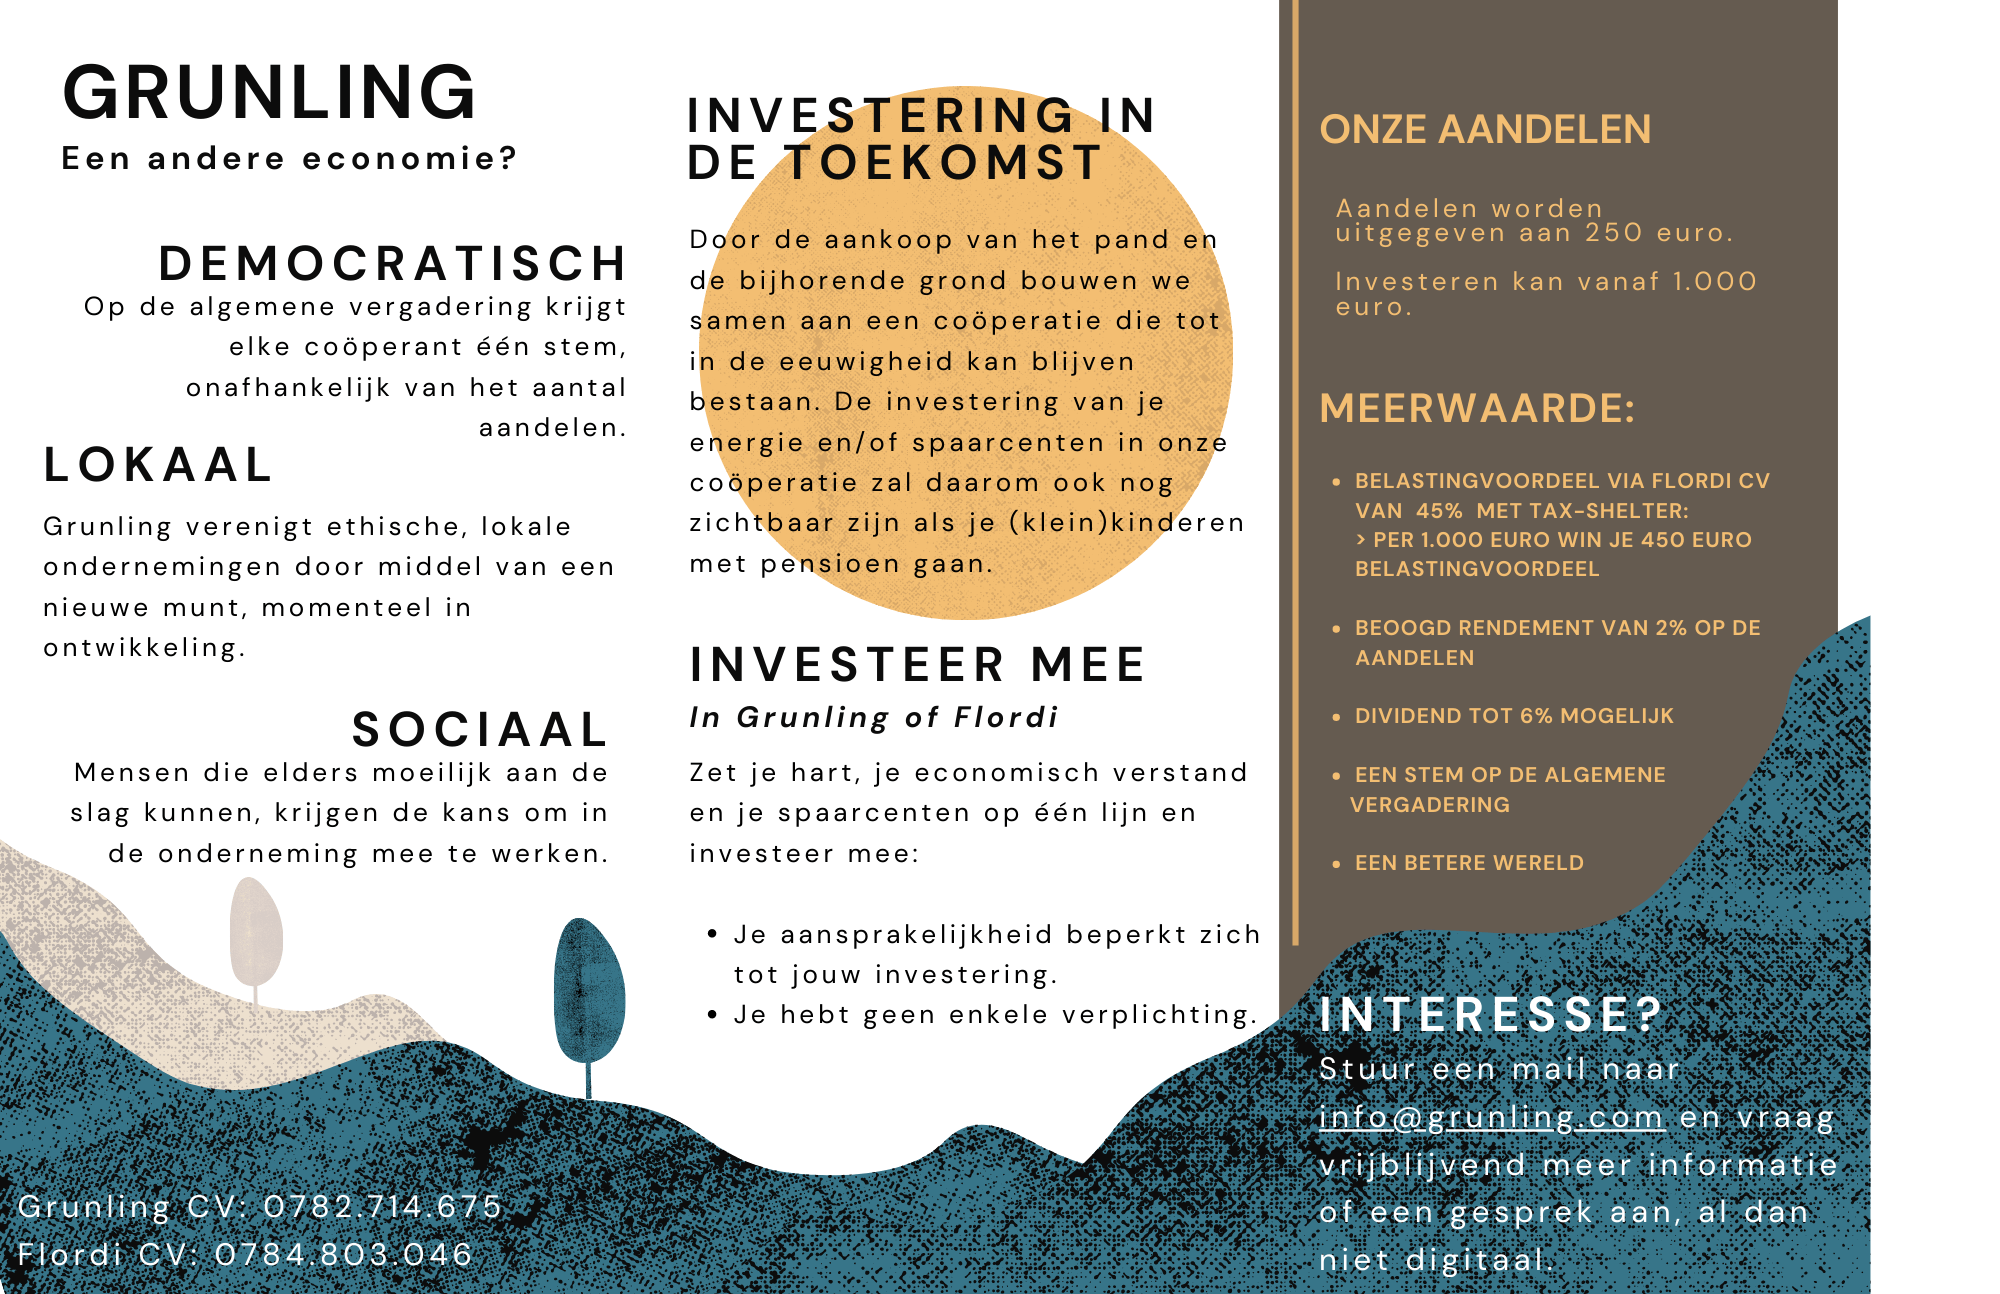 GRUNLING
Een andere economie?
DEMOCRATISCH
Op de algemene vergadering krijgt
elke coöperant één stem,
onafhankelijk van het aantal
aandelen.
LOKAAL
Grunling verenigt ethische, lokale
ondernemingen door middel van een
nieuwe munt, momenteel in
ontwikkeling.
SOCIAAL
Mensen die elders moeilijk aan de
slag kunnen, krijgen de kans om in
de onderneming mee te werken.
Grunling CV: 0782.714.675
Flordi CV: 0784.803.046
INVESTERING IN
DE TOEKOMST
Door de aankoop van het pand en
de bijhorende grond bouwen we
samen aan een coöperatie die tot
in de eeuwigheid kan blijven
bestaan. De investering van je
energie en/of spaarcenten in onze
coöperatie zal daarom ook nog
zichtbaar zijn als je (klein)kinderen
met pensioen gaan.
INVESTEER MEE
In Grunling of Flordi
Zet je hart, je economisch verstand
en je spaarcenten op één lijn en
investeer mee:
• Je aansprakelijkheid beperkt zich
tot jouw investering.
• Je hebt geen enkele verplichting.
ONZE AANDELEN
Aandelen worden
uitgegeven aan 250 euro.
Investeren kan vanaf 1.000
euro.
MEERWAARDE:
• BELASTINGVOORDEEL VIA FLORDI CV
VAN 45% MET TAX-SHELTER:
> PER 1.000 EURO WIN JE 450 EURO
BELASTINGVOORDEEL
• BEOOGD RENDEMENT VAN 2% OP DE
AANDELEN
• DIVIDEND TOT 6% MOGELIJK
• EEN STEM OP DE ALGEMENE
VERGADERING
• EEN BETERE WERELD
INTERESSE?
Stuur een mail naar
info@grunling.com en vraag
vrijblijvend meer informatie
of een gesprek aan, al dan
niet digitaal.